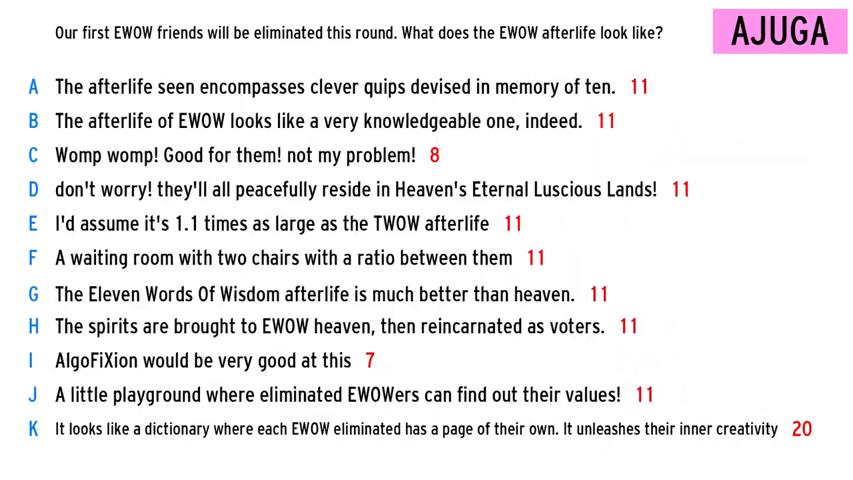 Our first EWOW friends will be eliminated this round. What does the EWOW afterlife look like?
AJUGA
A The afterlife seen encompasses clever quips devised in memory of ten. 11
B The afterlife of EWOW looks like a very knowledgeable one, indeed. 11
C Womp womp! Good for them! not my problem! 8
D don't worry! they'll all peacefully reside in Heaven's Eternal Luscious Lands! 11
E I'd assume it's 1.1 times as large as the TWOW afterlife 11
F A waiting room with two chairs with a ratio between them 11
G The Eleven Words Of Wisdom afterlife is much better than heaven. 11
H The spirits are brought to EWOW heaven, then reincarnated as voters. 11
I AlgoFiXion would be very good at this 7
J A little playground where eliminated EWOWers can find out their values! 11
K It looks like a dictionary where each EWOW eliminated has a page of their own. It unleashes their inner creativity 20